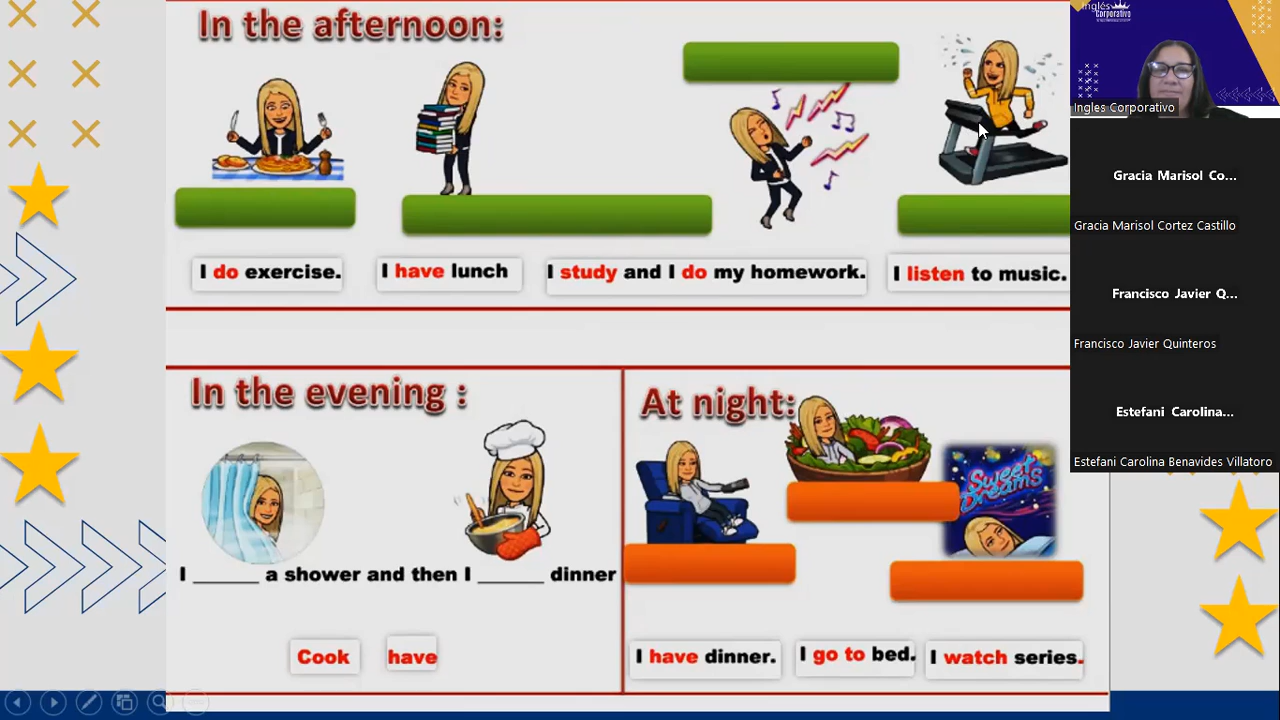 In the afternoon:
I do exercise.
I have lunch
I study and I do my homework.
I listen to music.
In the evening :
I ______ a shower and then I ______ dinner
Cook
have
At night:
Sweet
Dreams
I have dinner.
I go to bed.
I watch series.
Inglés
Corporativo
Ingles Corporativo
Gracia Marisol Co...
Gracia Marisol Cortez Castillo
Francisco Javier Q...
Francisco Javier Quinteros
Estefani Carolina...
Estefani Carolina Benavides Villatoro